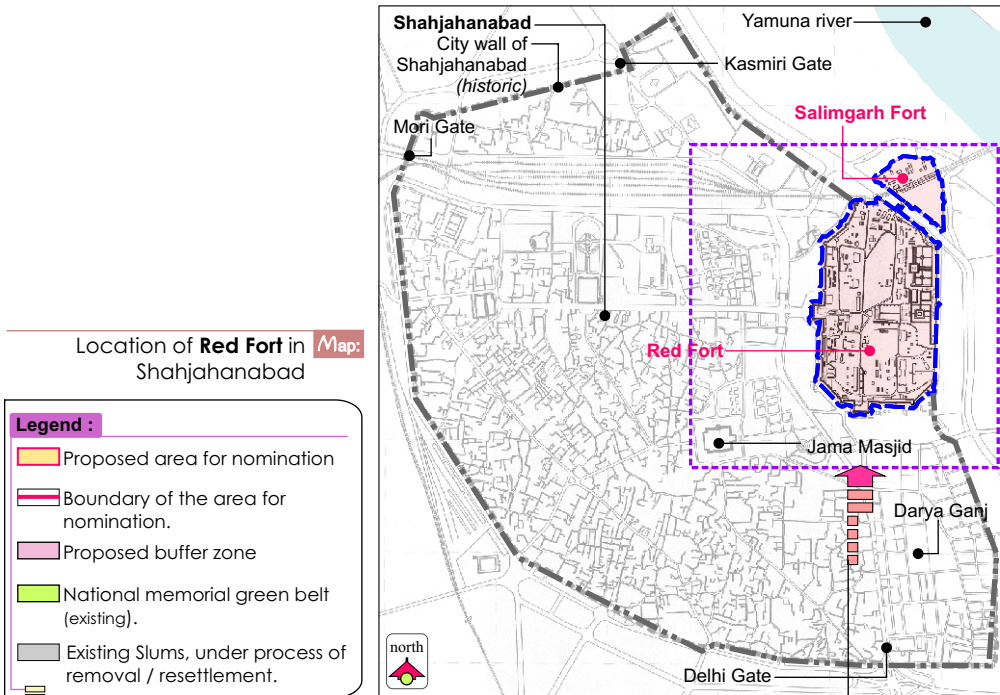 Shahjahanabad
City wall of
Shahjahanabad
(historic)
Yamuna river
Kasmiri Gate
Salimgarh Fort
Mori Gate
Red Fort
Jama Masjid
Darya Ganj
Delhi Gate
north
Location of Red Fort in Map:
Shahjahanabad
Legend :
Proposed area for nomination
Boundary of the area for
nomination.
Proposed buffer zone
National memorial green belt
(existing).
Existing Slums, under process of
removal / resettlement.